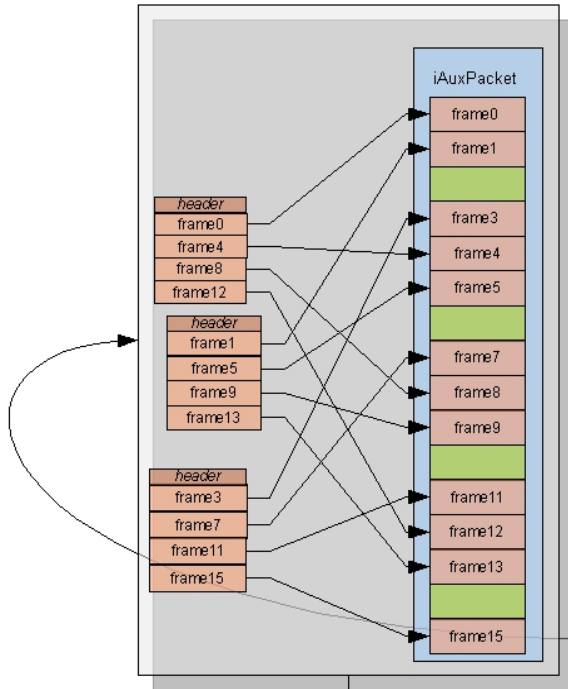 header
frame0
frame4
frame8
frame12
header
frame1
frame5
frame9
frame13
header
frame3
frame7
frame11
frame15
iAuxPacket
frame0
frame1
frame3
frame4
frame5
frame7
frame8
frame9
frame11
frame12
frame13
frame15